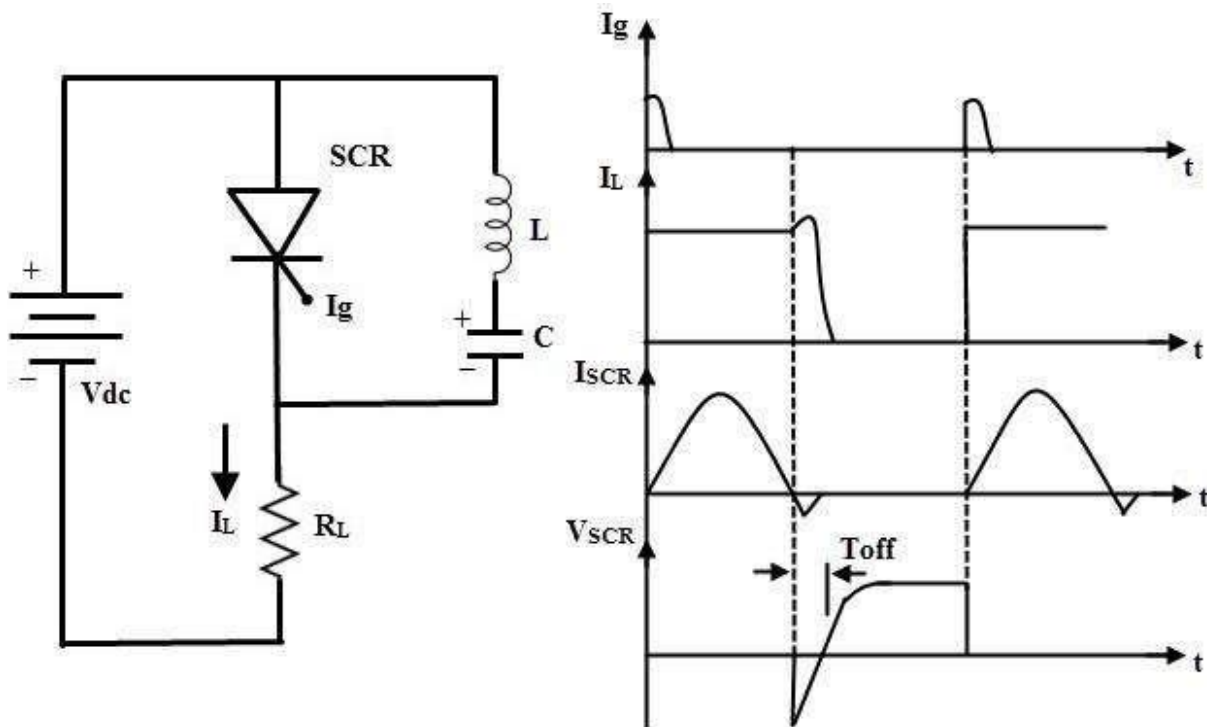 SCR
L
+
Ig
+
C
−
−
Vdc
IL
RL
Ig
t
IL
t
ISCR
t
VSCR
Toff
t